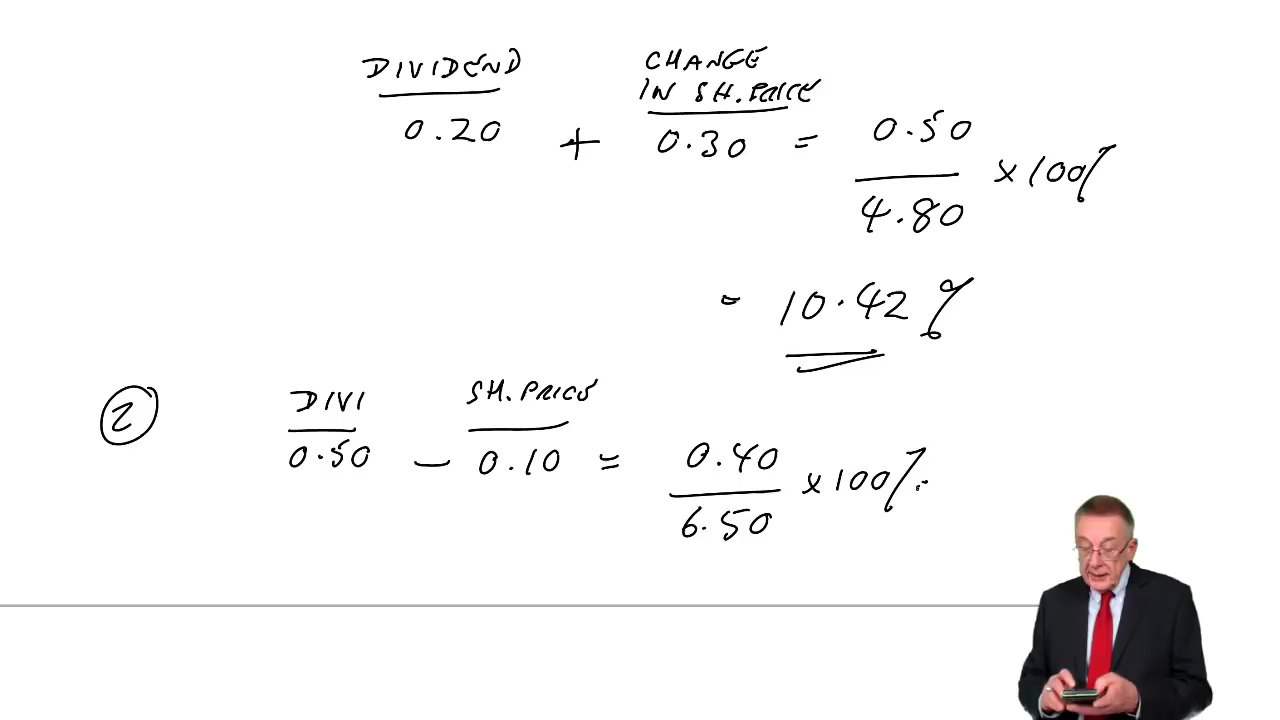 DIVIDEND CHANGE IN SH. PRICE
0.20 + 0.30 = 0.50 / 4.80 x 100%
= 10.42%
2 DIVI SH. PRICE
0.50 - 0.10 = 0.40 / 6.50 x 100%